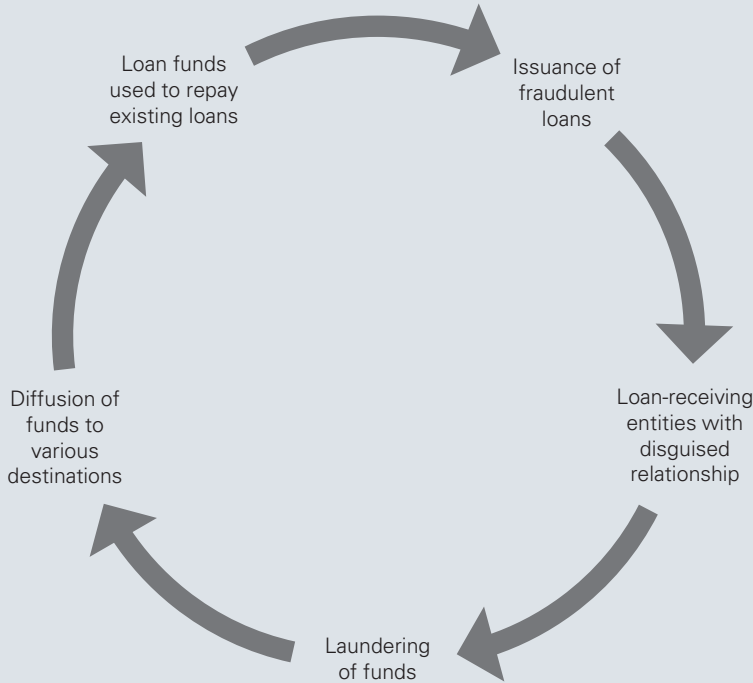 Loan funds
used to repay
existing loans
Issuance of
fraudulent
loans
Loan-receiving
entities with
disguised
relationship
Laundering
of funds
Diffusion of
funds to
various
destinations